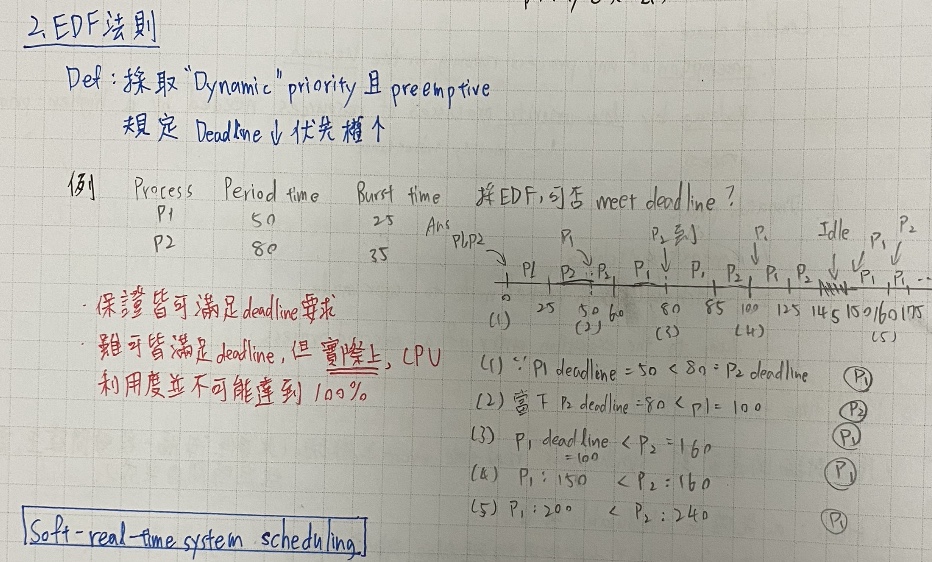 2. EDF法則
Def: 採取"Dynamic" priority 且 preemptive
規定 Deadline ↓ 優先權 ↑
例 Process Period time Burst time 採EDF, 可否 meet deadline?
P1 50 25
P2 80 35
Ans
P1,P2 P1 P2到 P1 Idle P1 P2
P1 P2 P2 P1 P1 P2 P1 P2 P1 P1 ...
0 25 50 60 80 85 100 125 145 150 160 175
(1) (2) (3) (4) (5)
· 保證皆可滿足deadline要求
· 雖可皆滿足deadline, 但實際上, CPU
利用度並不可能達到100%
(1) ∵ P1 deadline = 50 < 80 = P2 deadline P1
(2) 當下 P2 deadline = 80 < P1 = 100 P2
(3) P1 deadline < P2 = 160 P1
= 100
(4) P1: 150 < P2: 160 P1
(5) P1: 200 < P2: 240 P1
Soft-real-time system scheduling